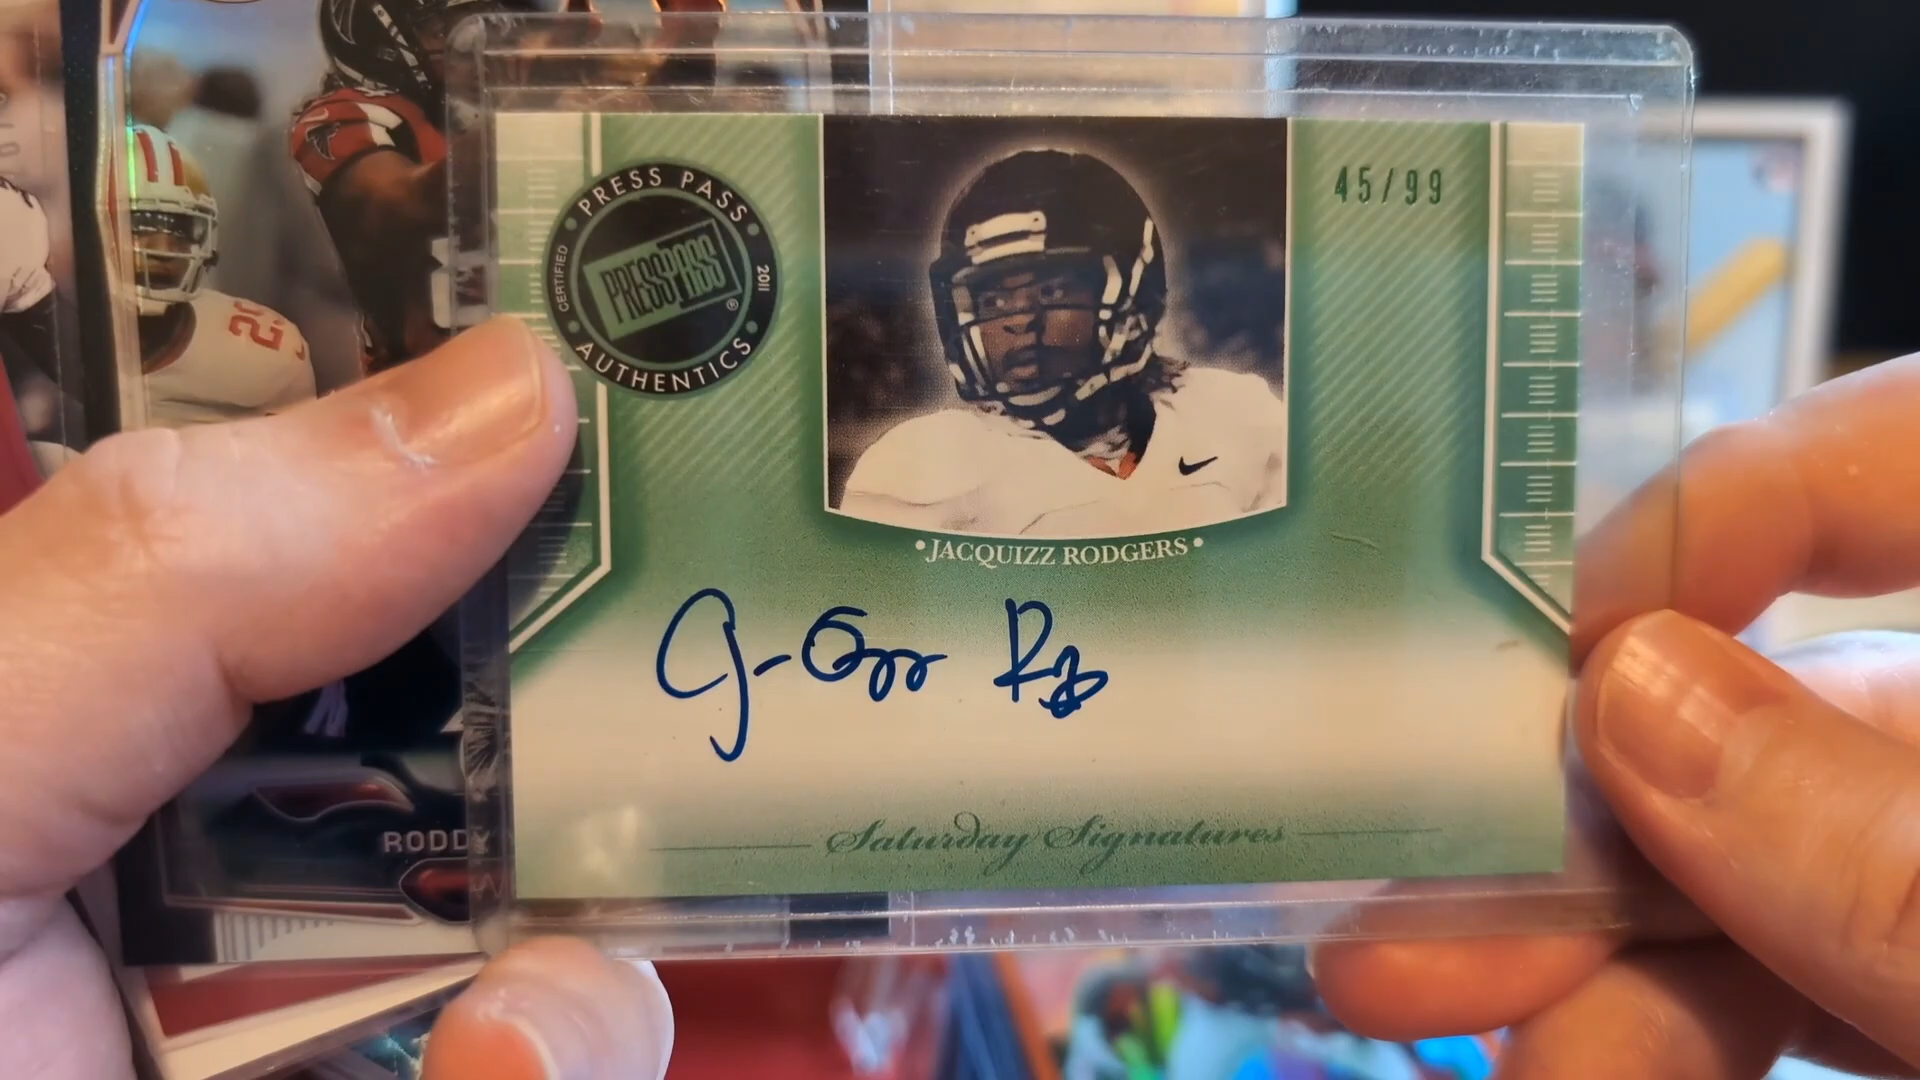 PRESS PASS
CERTIFIED
PRESS PASS ®
2011
AUTHENTICS
45/99
•JACQUIZZ RODGERS•
Saturday Signatures
RODD